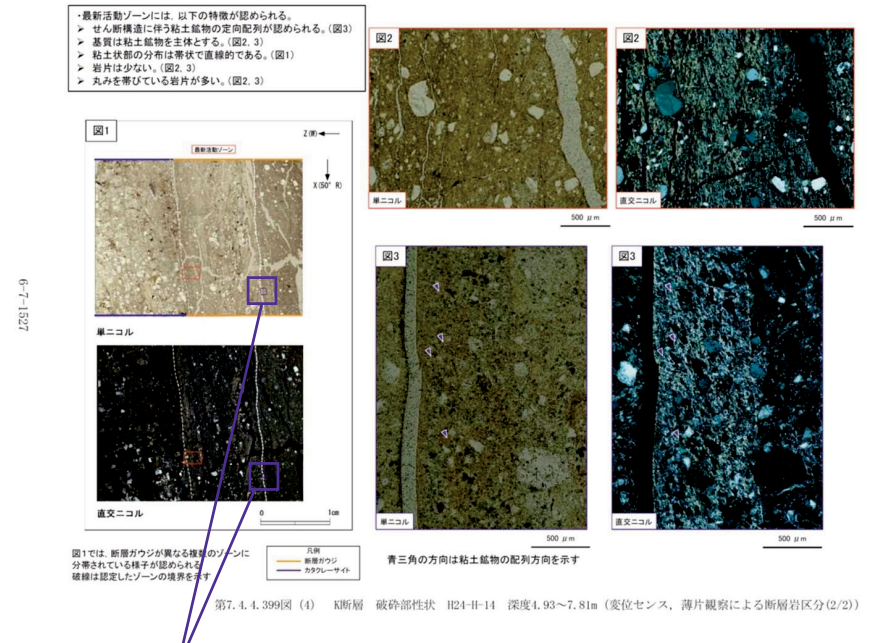 ・最新活動ゾーンには，以下の特徴が認められる。
➢ せん断構造に伴う粘土鉱物の定向配列が認められる。（図3）
➢ 基質は粘土鉱物を主体とする。（図2，3）
➢ 粘土状部の分布は帯状で直線的である。（図1）
➢ 岩片は少ない。（図2，3）
➢ 丸みを帯びている岩片が多い。（図2，3）
図1
Z(W)
最新活動ゾーン
X(50° R)
単ニコル
直交ニコル
0 1cm
図1では，断層ガウジが異なる複数のゾーンに
分帯されている様子が認められる
破線は認定したゾーンの境界を示す
凡例
断層ガウジ
カタクレーサイト
図2
単ニコル
500 μm
図2
直交ニコル
500 μm
図3
単ニコル
500 μm
図3
直交ニコル
500 μm
青三角の方向は粘土鉱物の配列方向を示す
第7.4.4.399図 (4) K断層 破砕部性状 H24-H-14 深度4.93～7.81m (変位センス，薄片観察による断層岩区分(2/2))
6-7-1527